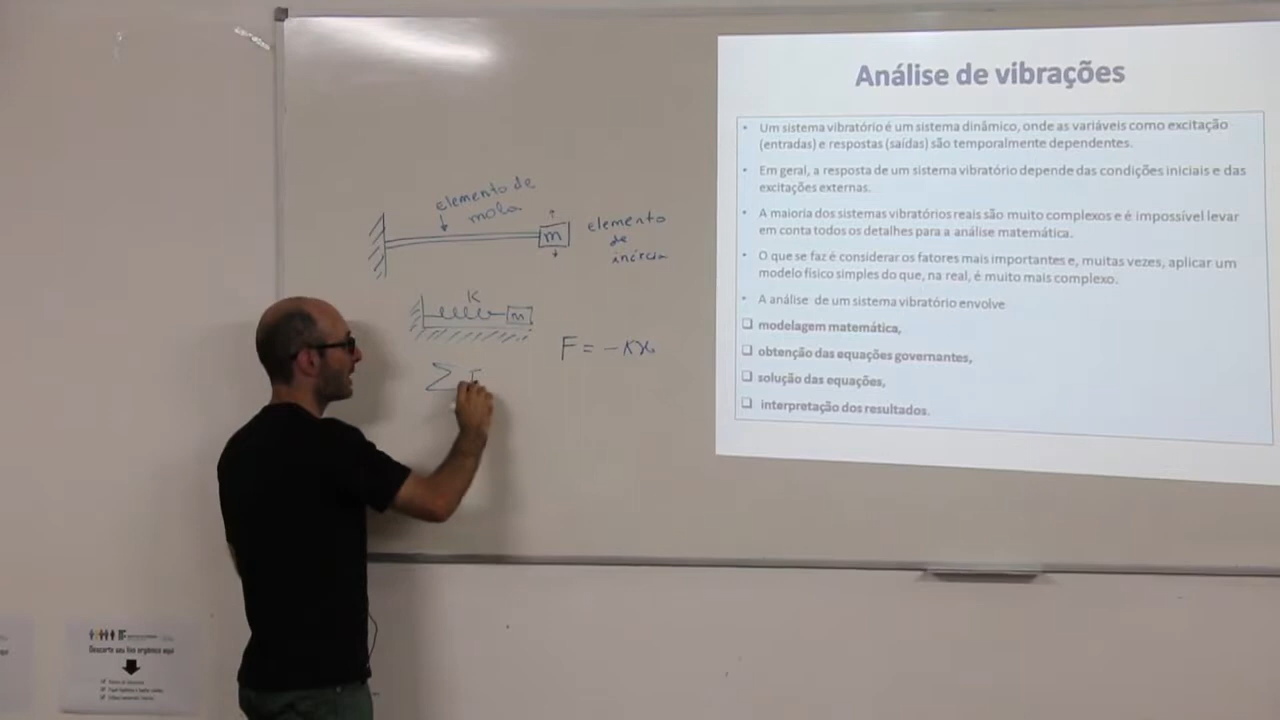 Análise de vibrações
• Um sistema vibratório é um sistema dinâmico, onde as variáveis como excitação
(entradas) e respostas (saídas) são temporalmente dependentes.
• Em geral, a resposta de um sistema vibratório depende das condições iniciais e das
excitações externas.
• A maioria dos sistemas vibratórios reais são muito complexos e é impossível levar
em conta todos os detalhes para a análise matemática.
• O que se faz é considerar os fatores mais importantes e, muitas vezes, aplicar um
modelo físico simples do que, na real, é muito mais complexo.
• A análise de um sistema vibratório envolve
❑ modelagem matemática,
❑ obtenção das equações governantes,
❑ solução das equações,
❑ interpretação dos resultados.
elemento de
mola
m
elemento
de
inércia
K
m
F = -Kx
Σ F
Descarte seu lixo orgânico aqui